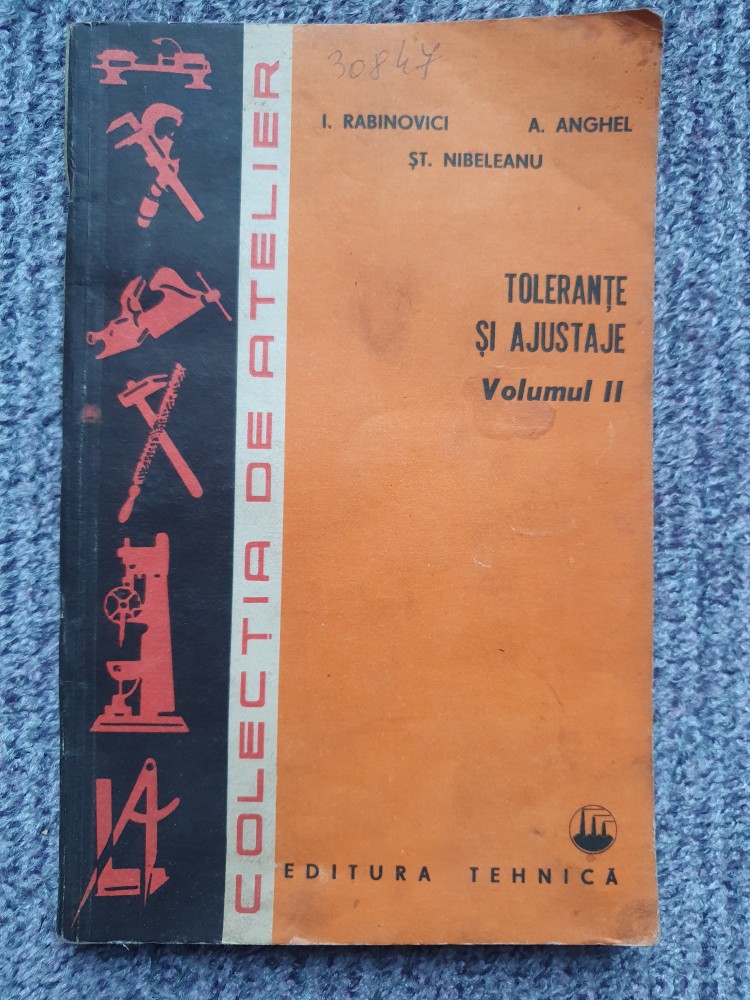 30847
I. RABINOVICI A. ANGHEL
ȘT. NIBELEANU
TOLERANȚE
ȘI AJUSTAJE
Volumul II
COLECȚIA DE ATELIER
EDITURA TEHNICĂ